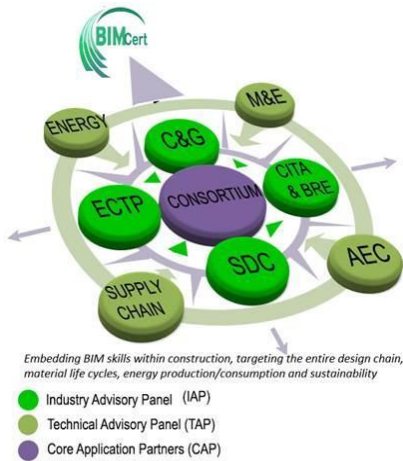 BIMcert
ENERGY
M&E
C&G
ECTP
CONSORTIUM
CITA
& BRE
SDC
SUPPLY
CHAIN
AEC
Embedding BIM skills within construction, targeting the entire design chain,
material life cycles, energy production/consumption and sustainability
Industry Advisory Panel (IAP)
Technical Advisory Panel (TAP)
Core Application Partners (CAP)